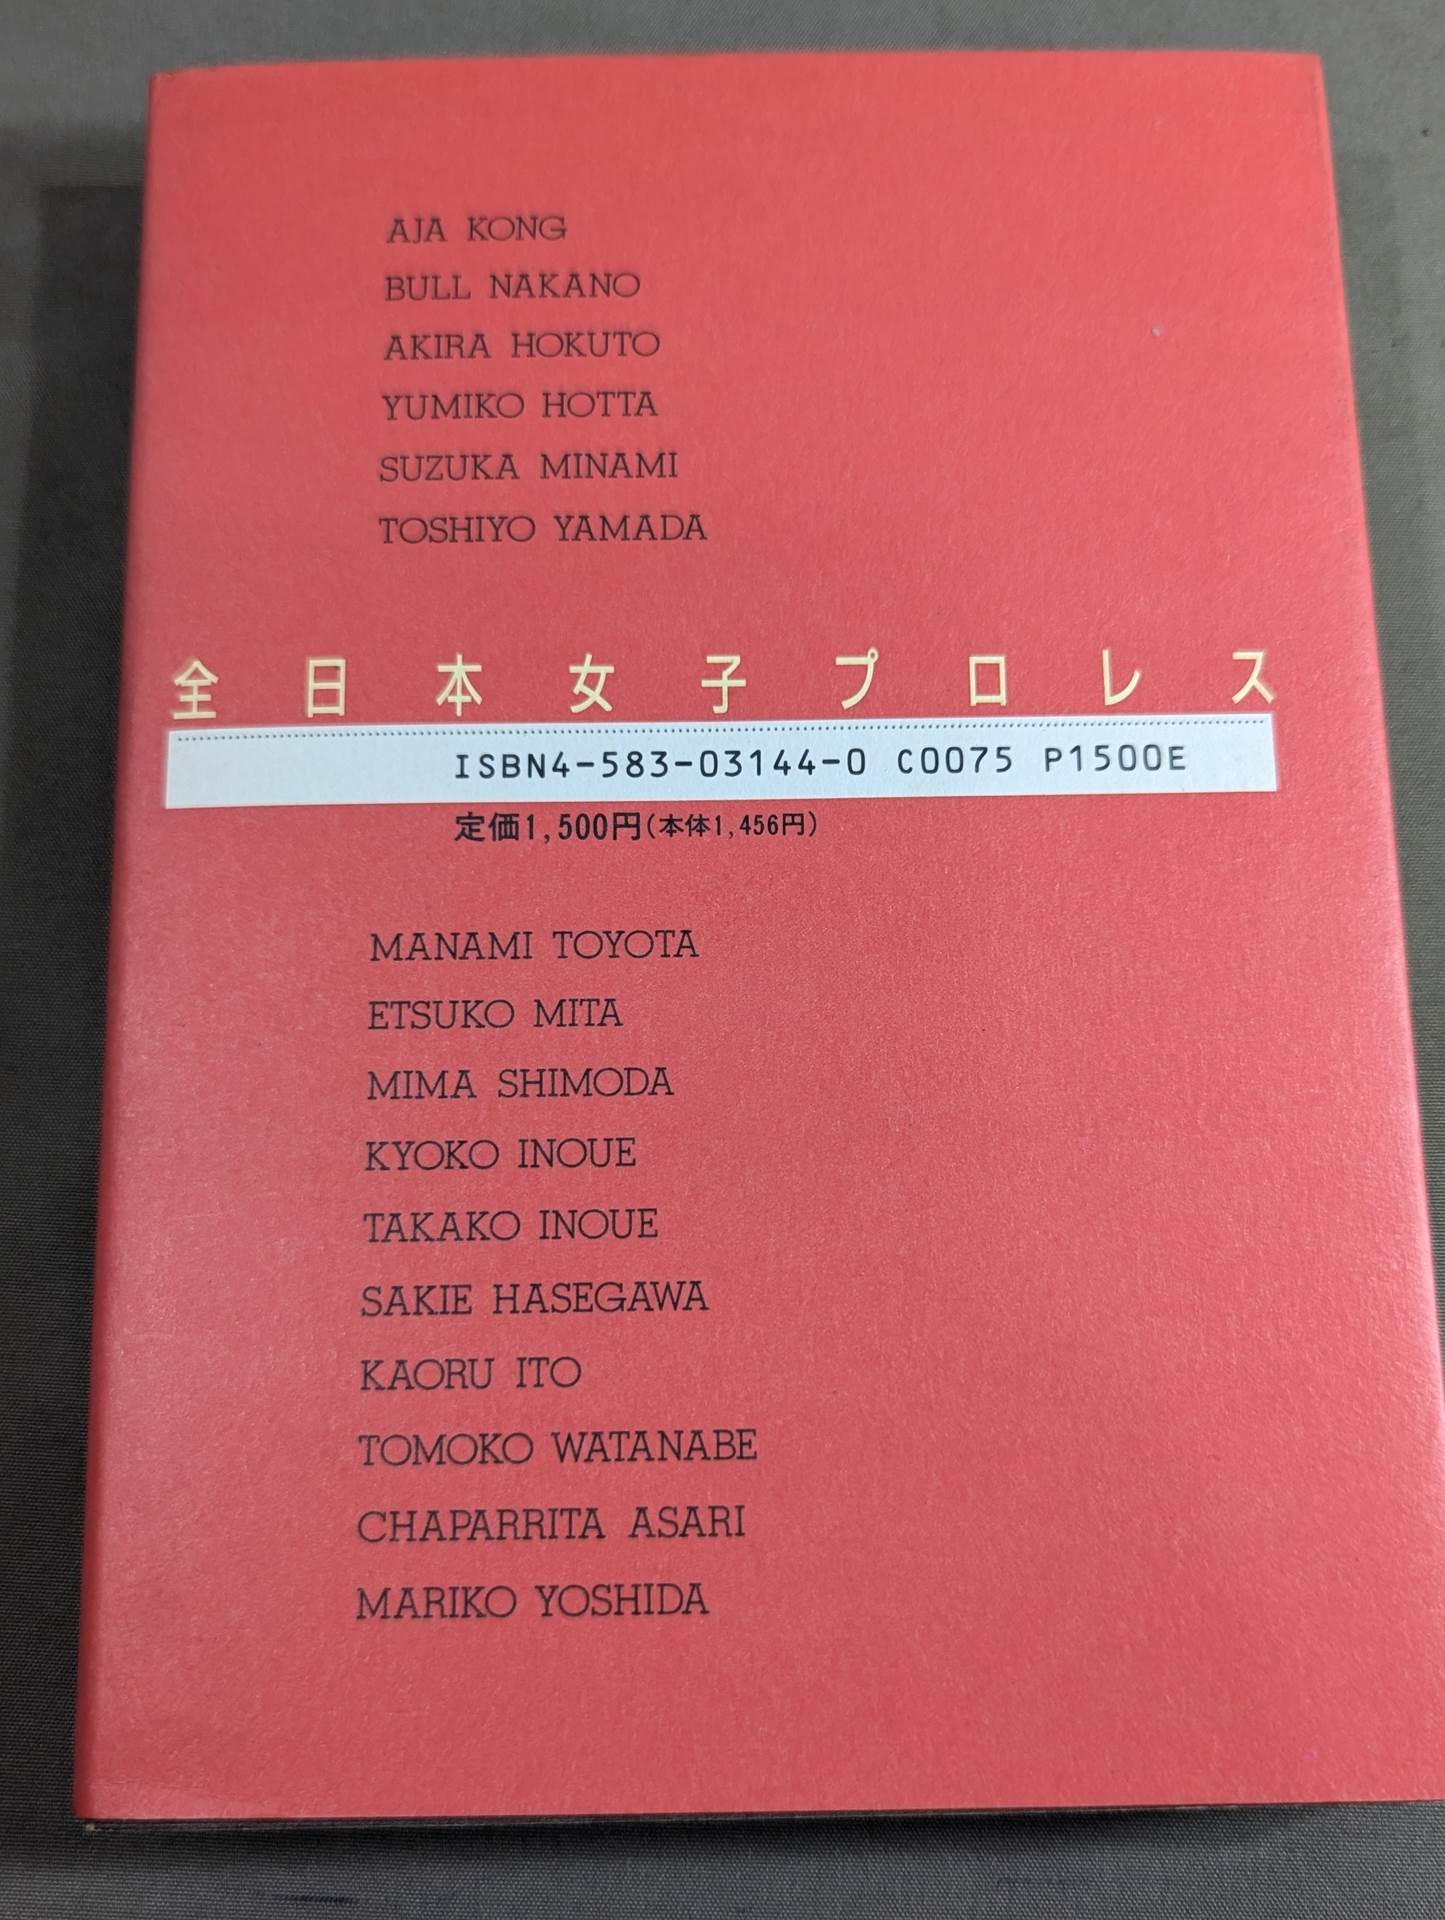 AJA KONG
BULL NAKANO
AKIRA HOKUTO
YUMIKO HOTTA
SUZUKA MINAMI
TOSHIYO YAMADA
全日本女子プロレス
ISBN4-583-03144-0 C0075 P1500E
定価1,500円(本体1,456円)
MANAMI TOYOTA
ETSUKO MITA
MIMA SHIMODA
KYOKO INOUE
TAKAKO INOUE
SAKIE HASEGAWA
KAORU ITO
TOMOKO WATANABE
CHAPARRITA ASARI
MARIKO YOSHIDA